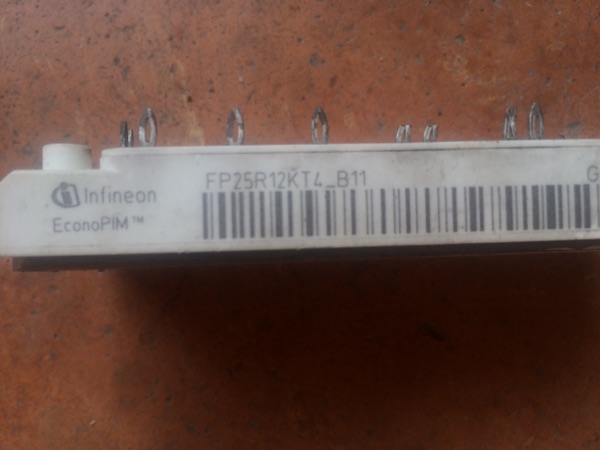 Infineon
EconoPIM™
FP25R12KT4_B11
G